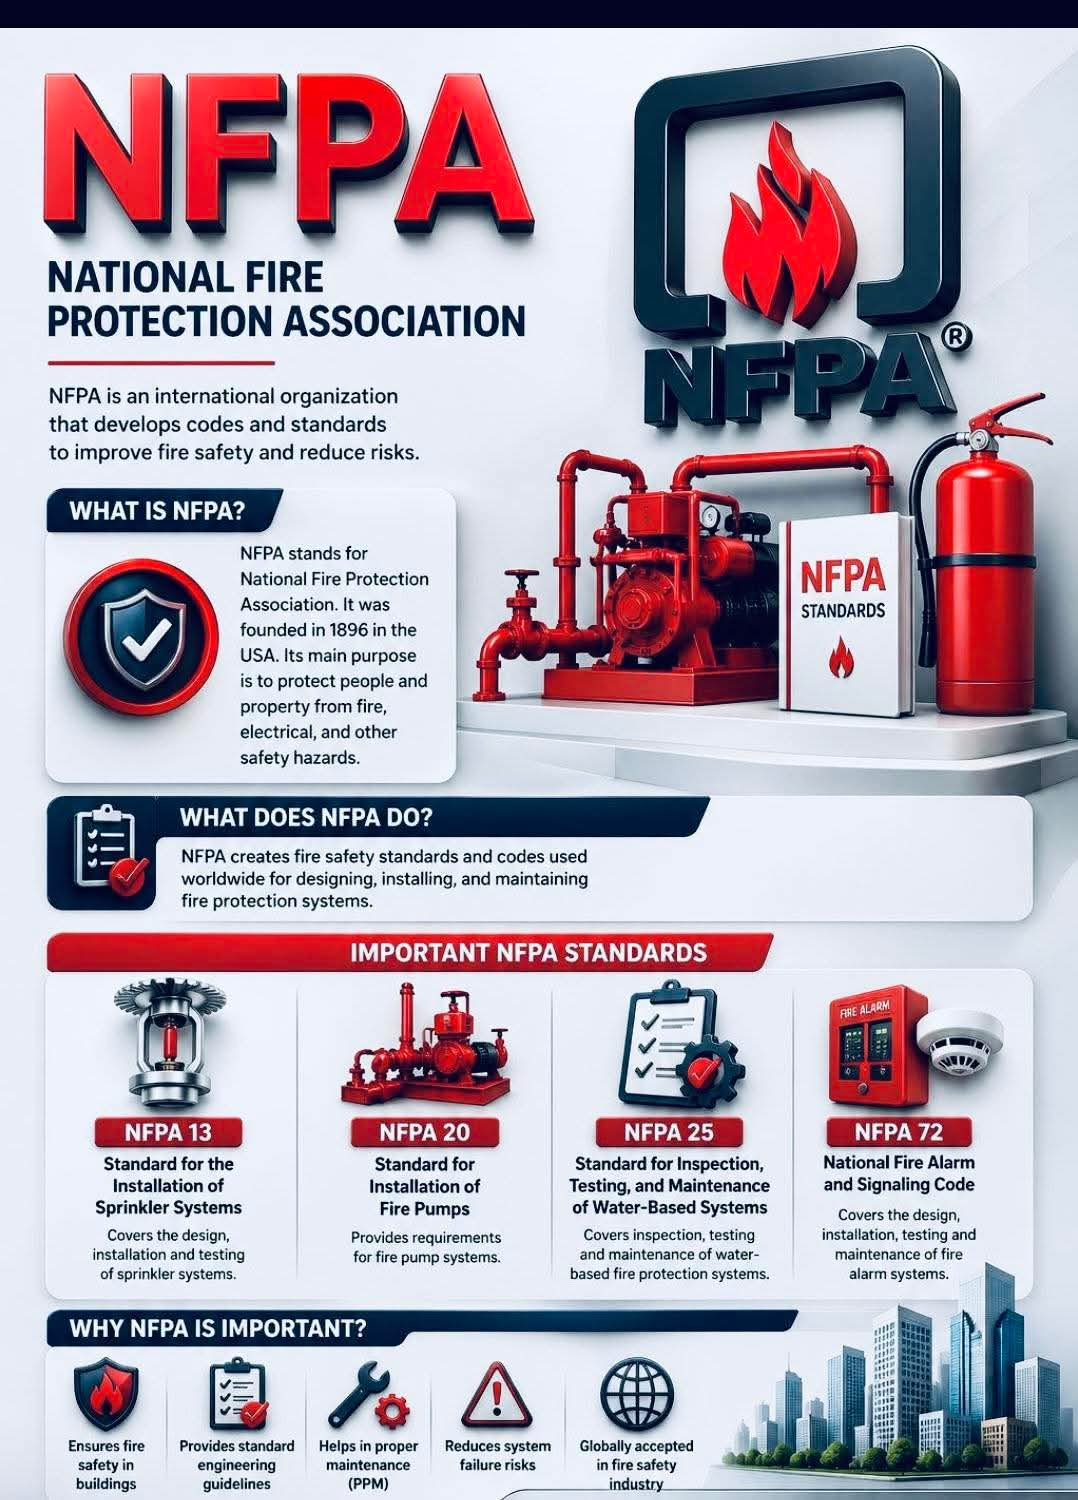 NFPA
NATIONAL FIRE
PROTECTION ASSOCIATION
NFPA is an international organization
that develops codes and standards
to improve fire safety and reduce risks.
NFPA®
WHAT IS NFPA?
NFPA stands for
National Fire Protection
Association. It was
founded in 1896 in the
USA. Its main purpose
is to protect people and
property from fire,
electrical, and other
safety hazards.
NFPA
STANDARDS
WHAT DOES NFPA DO?
NFPA creates fire safety standards and codes used
worldwide for designing, installing, and maintaining
fire protection systems.
IMPORTANT NFPA STANDARDS
NFPA 13
Standard for the
Installation of
Sprinkler Systems
Covers the design,
installation and testing
of sprinkler systems.
NFPA 20
Standard for
Installation of
Fire Pumps
Provides requirements
for fire pump systems.
NFPA 25
Standard for Inspection,
Testing, and Maintenance
of Water-Based Systems
Covers inspection, testing
and maintenance of water-
based fire protection systems.
FIRE ALARM
NFPA 72
National Fire Alarm
and Signaling Code
Covers the design,
installation, testing and
maintenance of fire
alarm systems.
WHY NFPA IS IMPORTANT?
Ensures fire
safety in
buildings
Provides standard
engineering
guidelines
Helps in proper
maintenance
(PPM)
Reduces system
failure risks
Globally accepted
in fire safety
industry